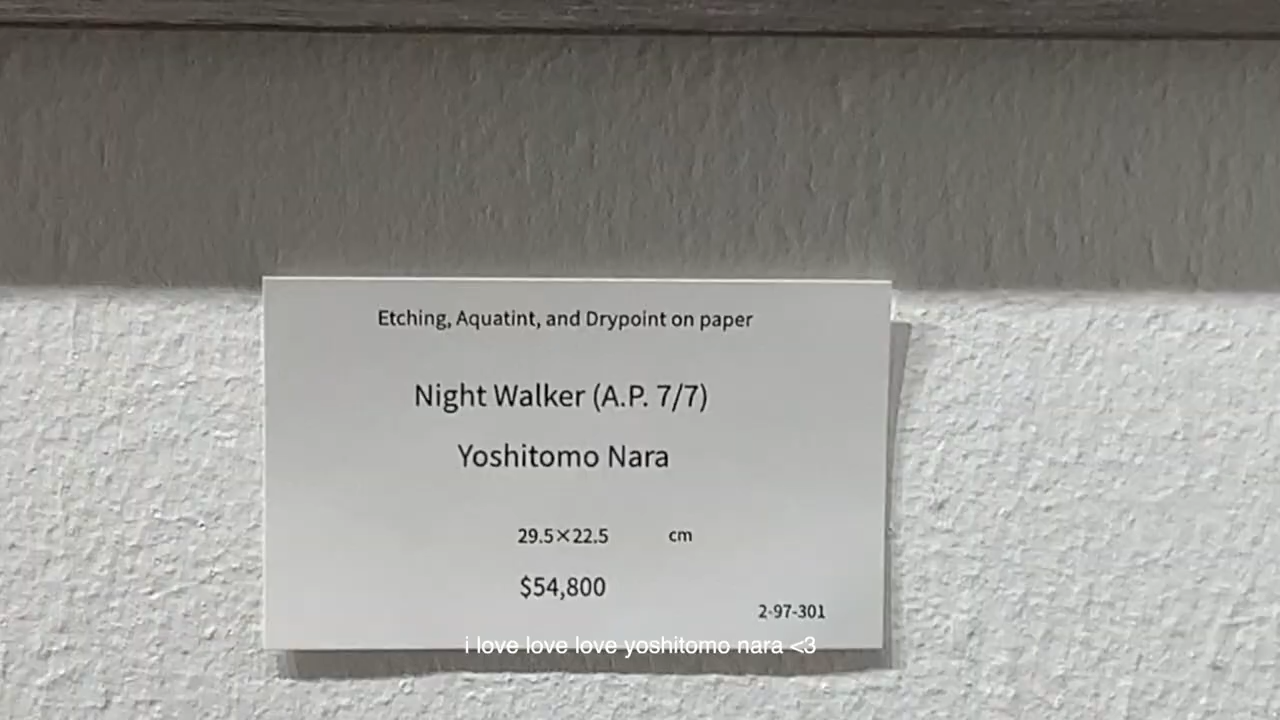 Etching, Aquatint, and Drypoint on paper
Night Walker (A.P. 7/7)
Yoshitomo Nara
29.5×22.5 cm
$54,800
2-97-301
i love love love yoshitomo nara <3